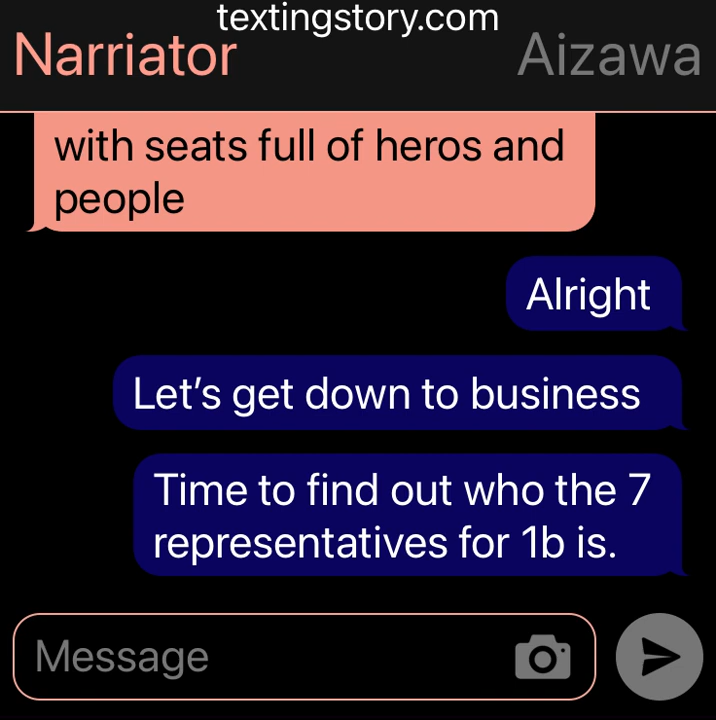 textingstory.com
Narriator
Aizawa
with seats full of heros and
people
Alright
Let’s get down to business
Time to find out who the 7
representatives for 1b is.
Message